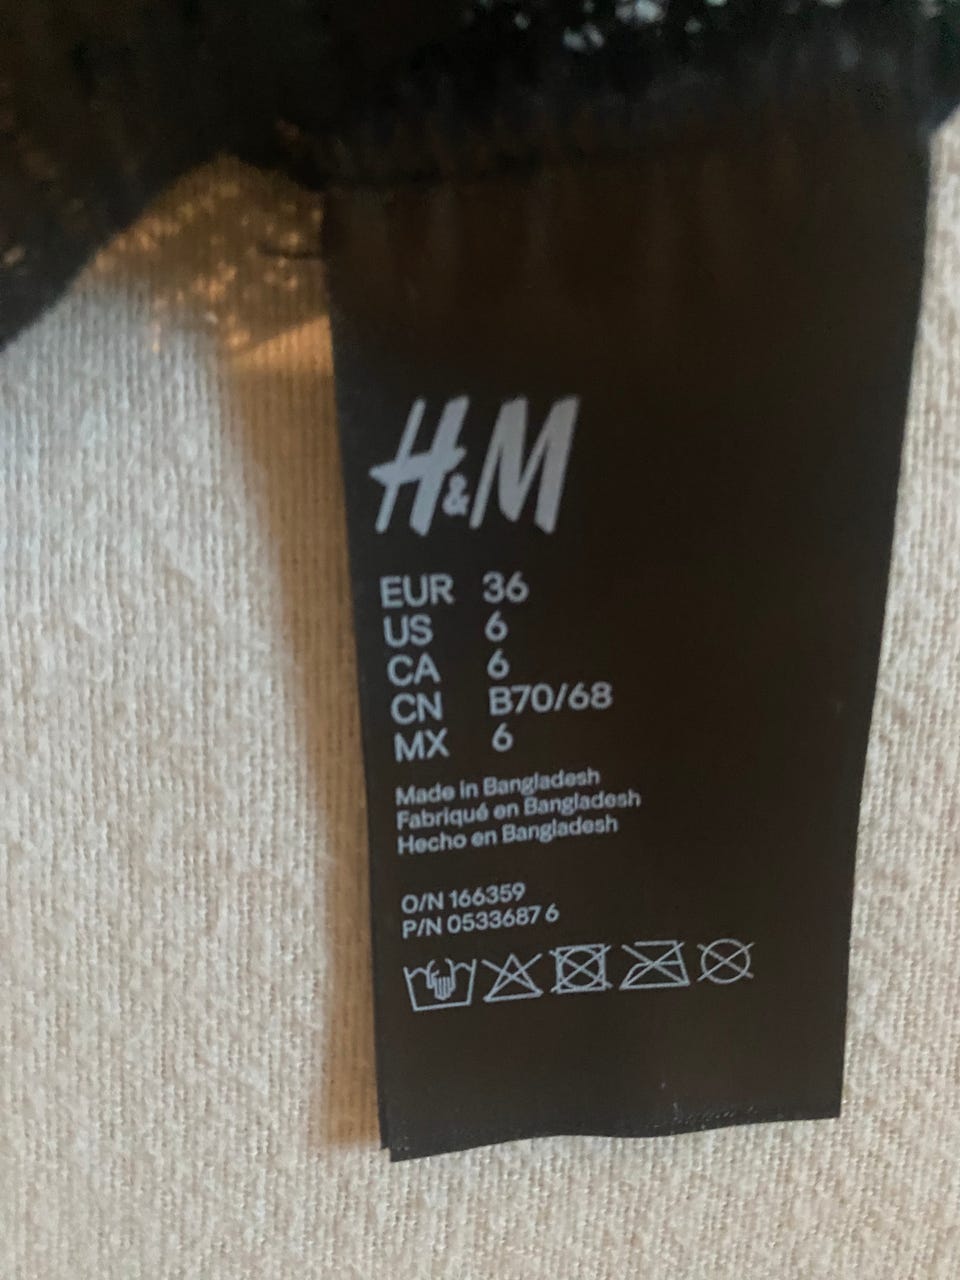 H&M
EUR 36
US 6
CA 6
CN B70/68
MX 6
Made in Bangladesh
Fabriqué en Bangladesh
Hecho en Bangladesh
O/N 166359
P/N 0533687 6